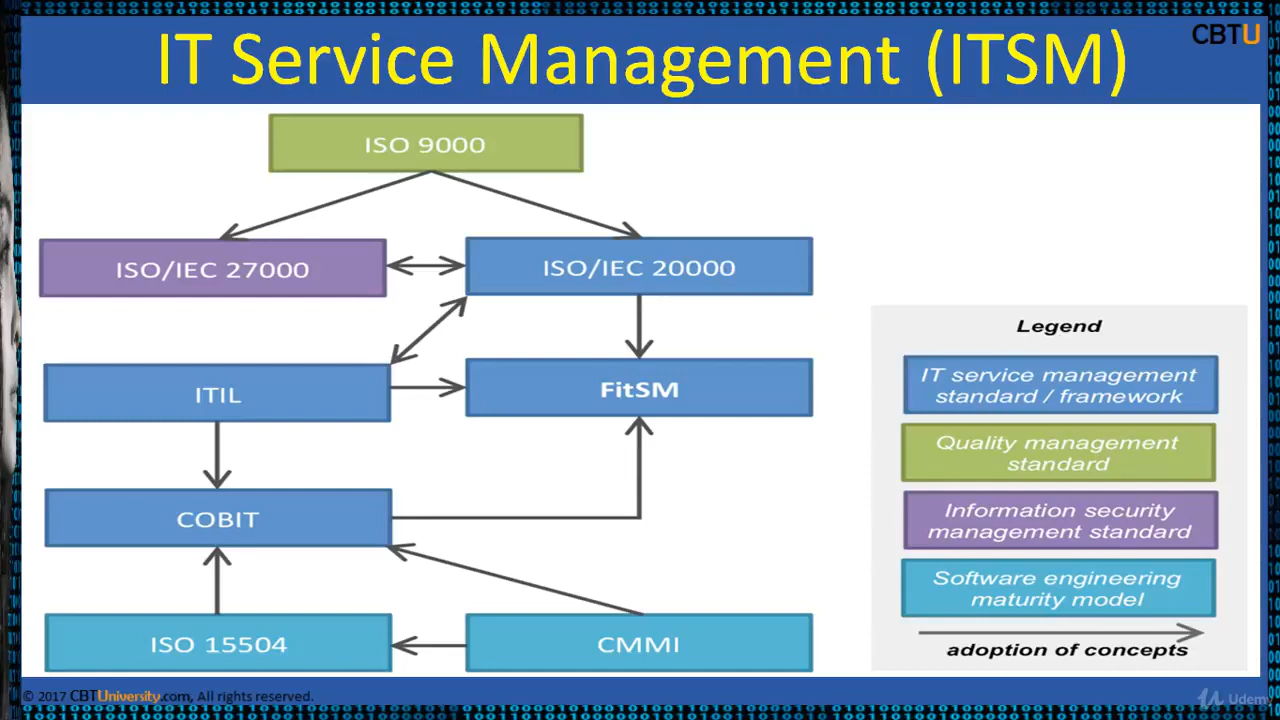 CBTU
IT Service Management (ITSM)
ISO 9000
ISO/IEC 27000
ISO/IEC 20000
ITIL
FitSM
COBIT
ISO 15504
CMMI
Legend
IT service management
standard / framework
Quality management
standard
Information security
management standard
Software engineering
maturity model
adoption of concepts
© 2017 CBTUniversity.com, All rights reserved.
Udemy